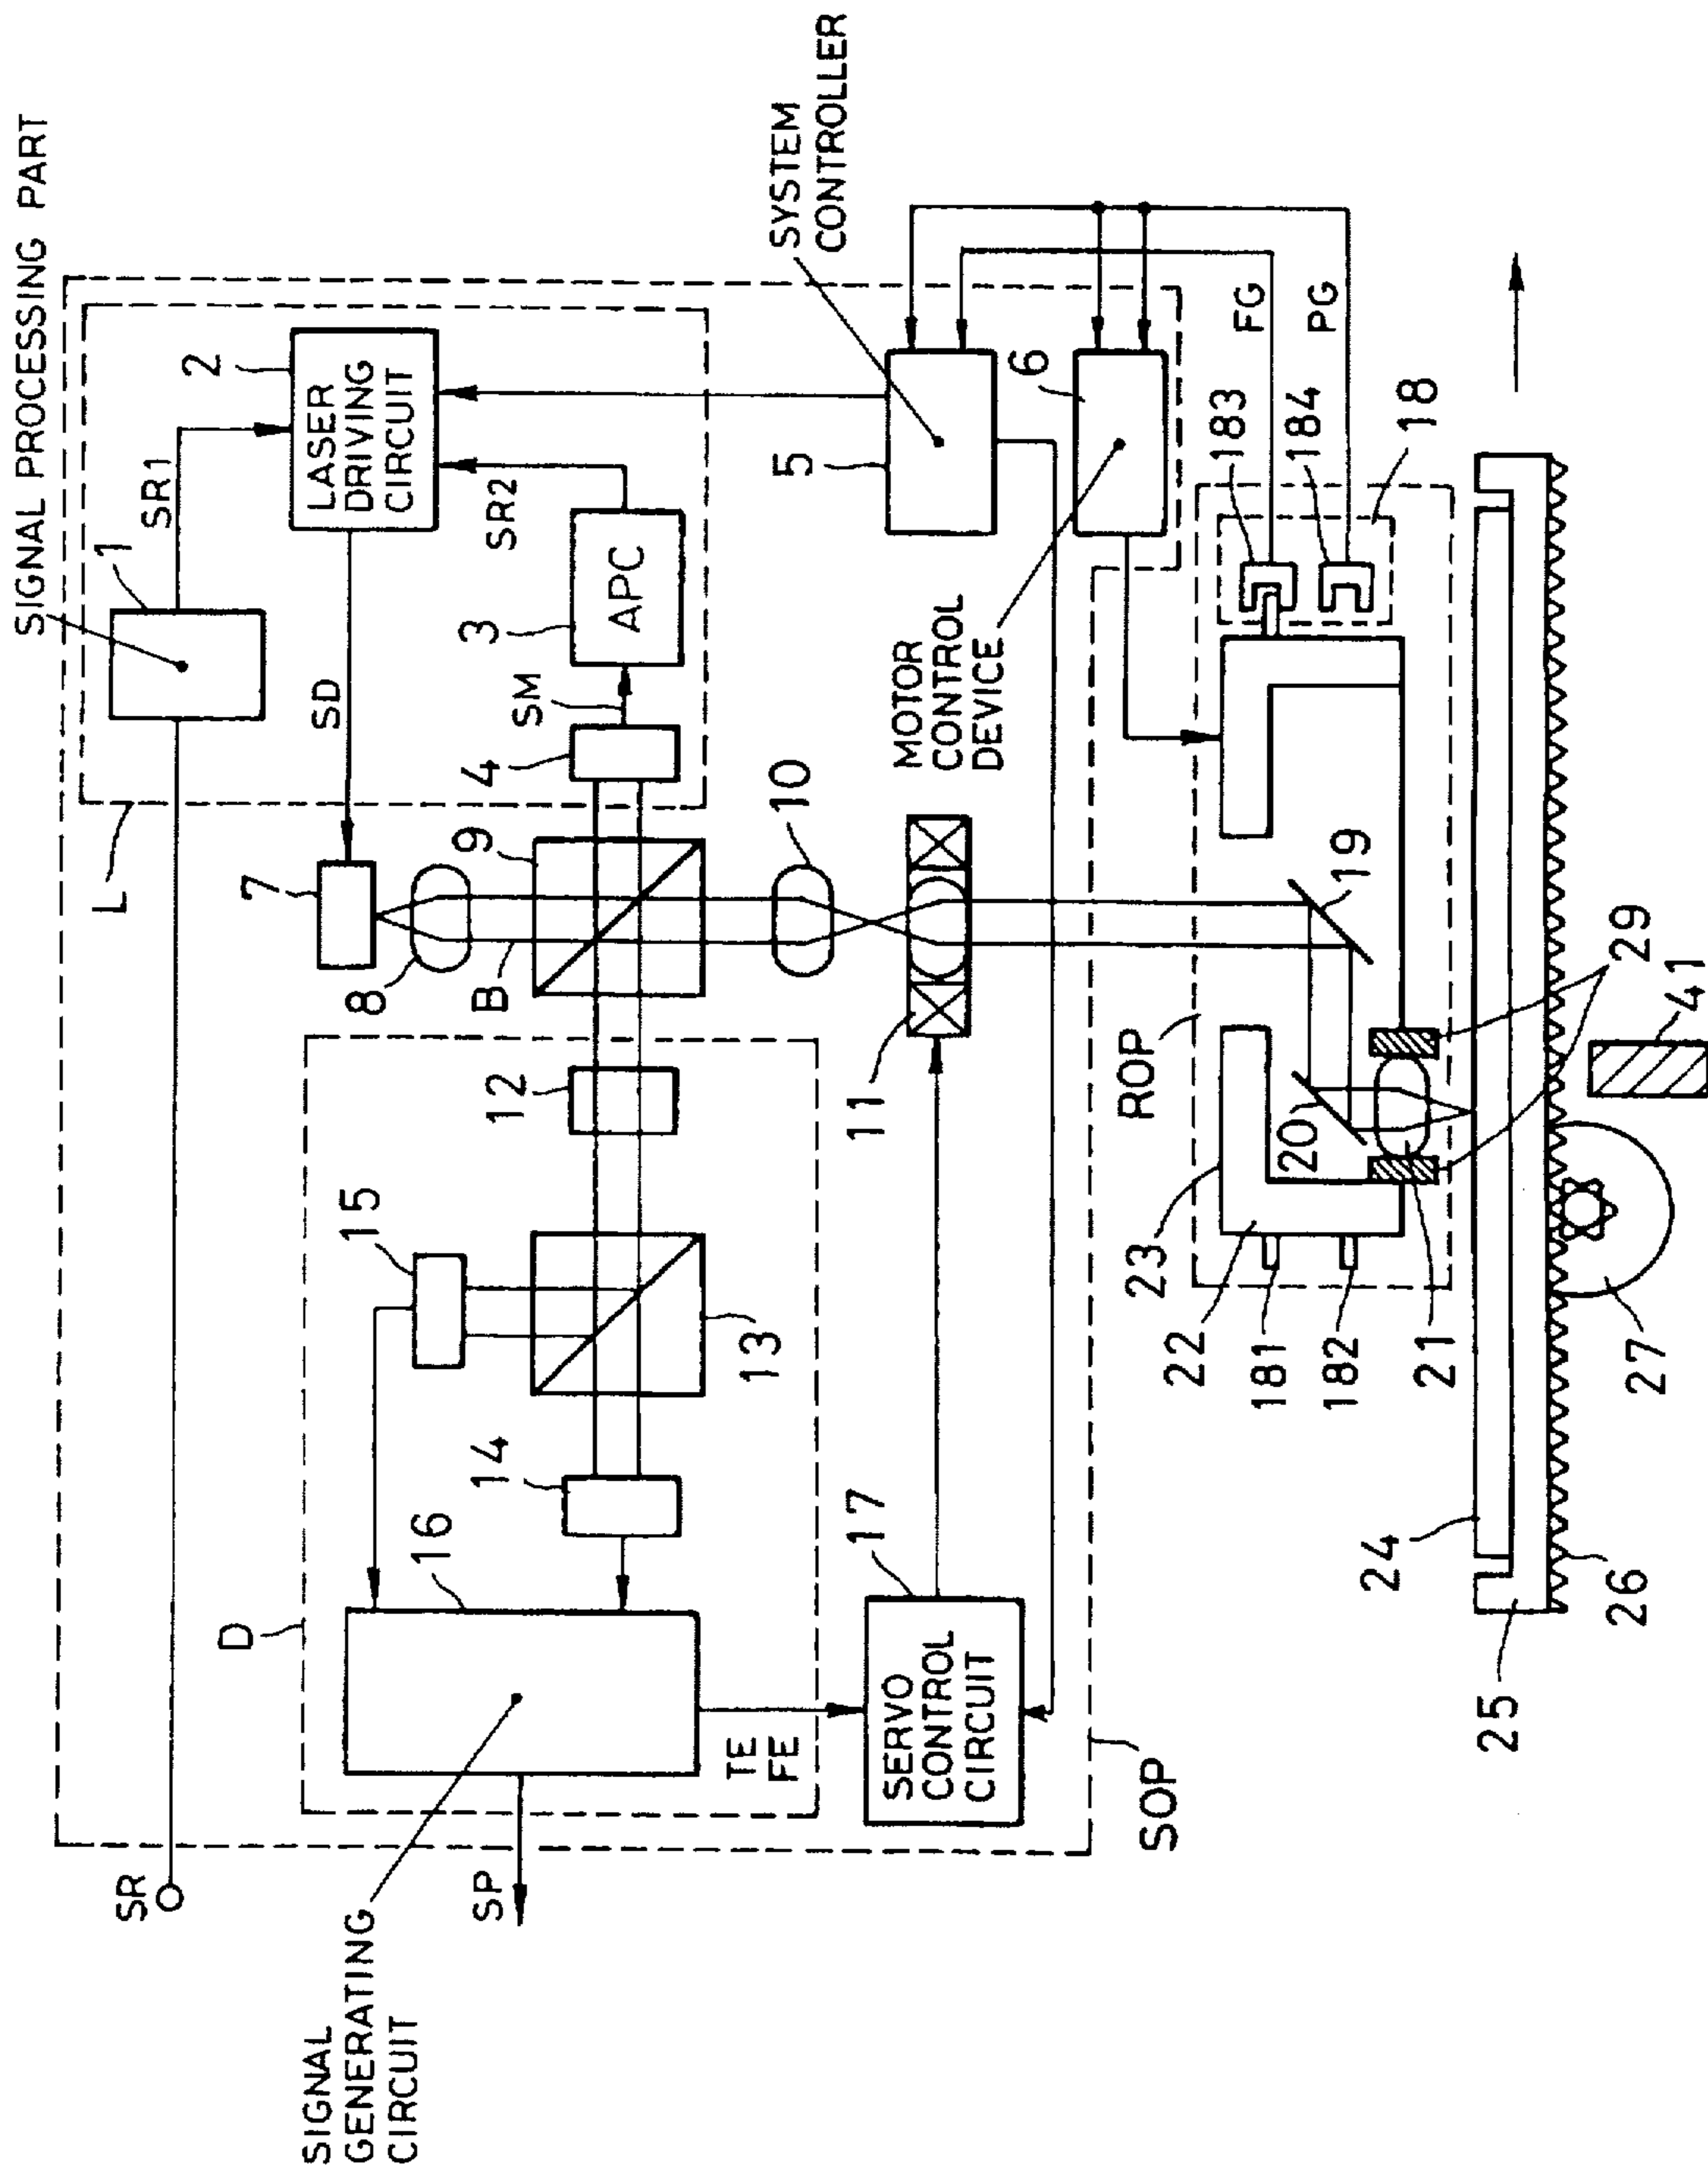 SIGNAL PROCESSING PART
SR
1
SR1
2
LASER
DRIVING
CIRCUIT
SD
SR2
3
APC
SM
4
L
7
8
B
9
10
SYSTEM
CONTROLLER
5
6
MOTOR
CONTROL
DEVICE
FG
PG
183
184
18
D
12
15
13
14
16
SIGNAL
GENERATING
CIRCUIT
SP
TE
FE
17
SERVO
CONTROL
CIRCUIT
11
SOP
ROP
19
20
29
41
23
22
181
182
21
27
24
26
25